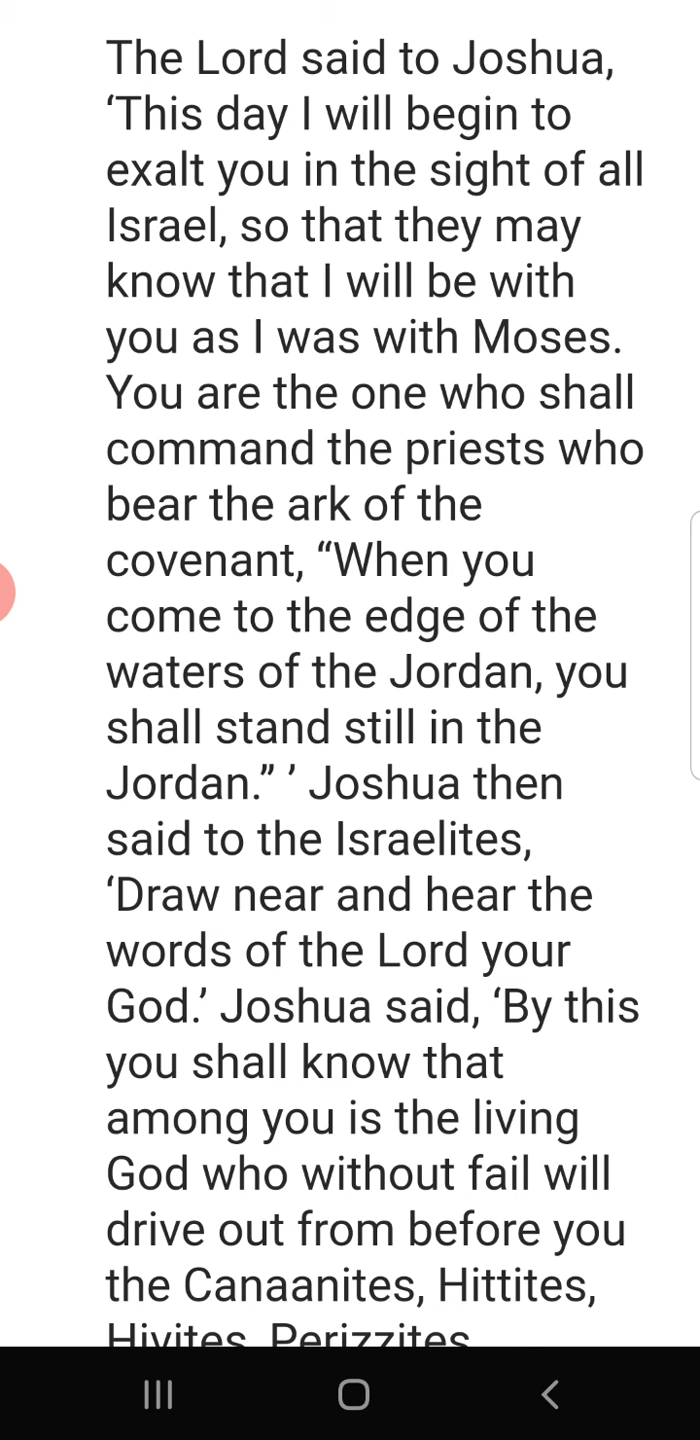 The Lord said to Joshua,
‘This day I will begin to
exalt you in the sight of all
Israel, so that they may
know that I will be with
you as I was with Moses.
You are the one who shall
command the priests who
bear the ark of the
covenant, “When you
come to the edge of the
waters of the Jordan, you
shall stand still in the
Jordan.” ’ Joshua then
said to the Israelites,
‘Draw near and hear the
words of the Lord your
God.’ Joshua said, ‘By this
you shall know that
among you is the living
God who without fail will
drive out from before you
the Canaanites, Hittites,
Hivites, Perizzites,